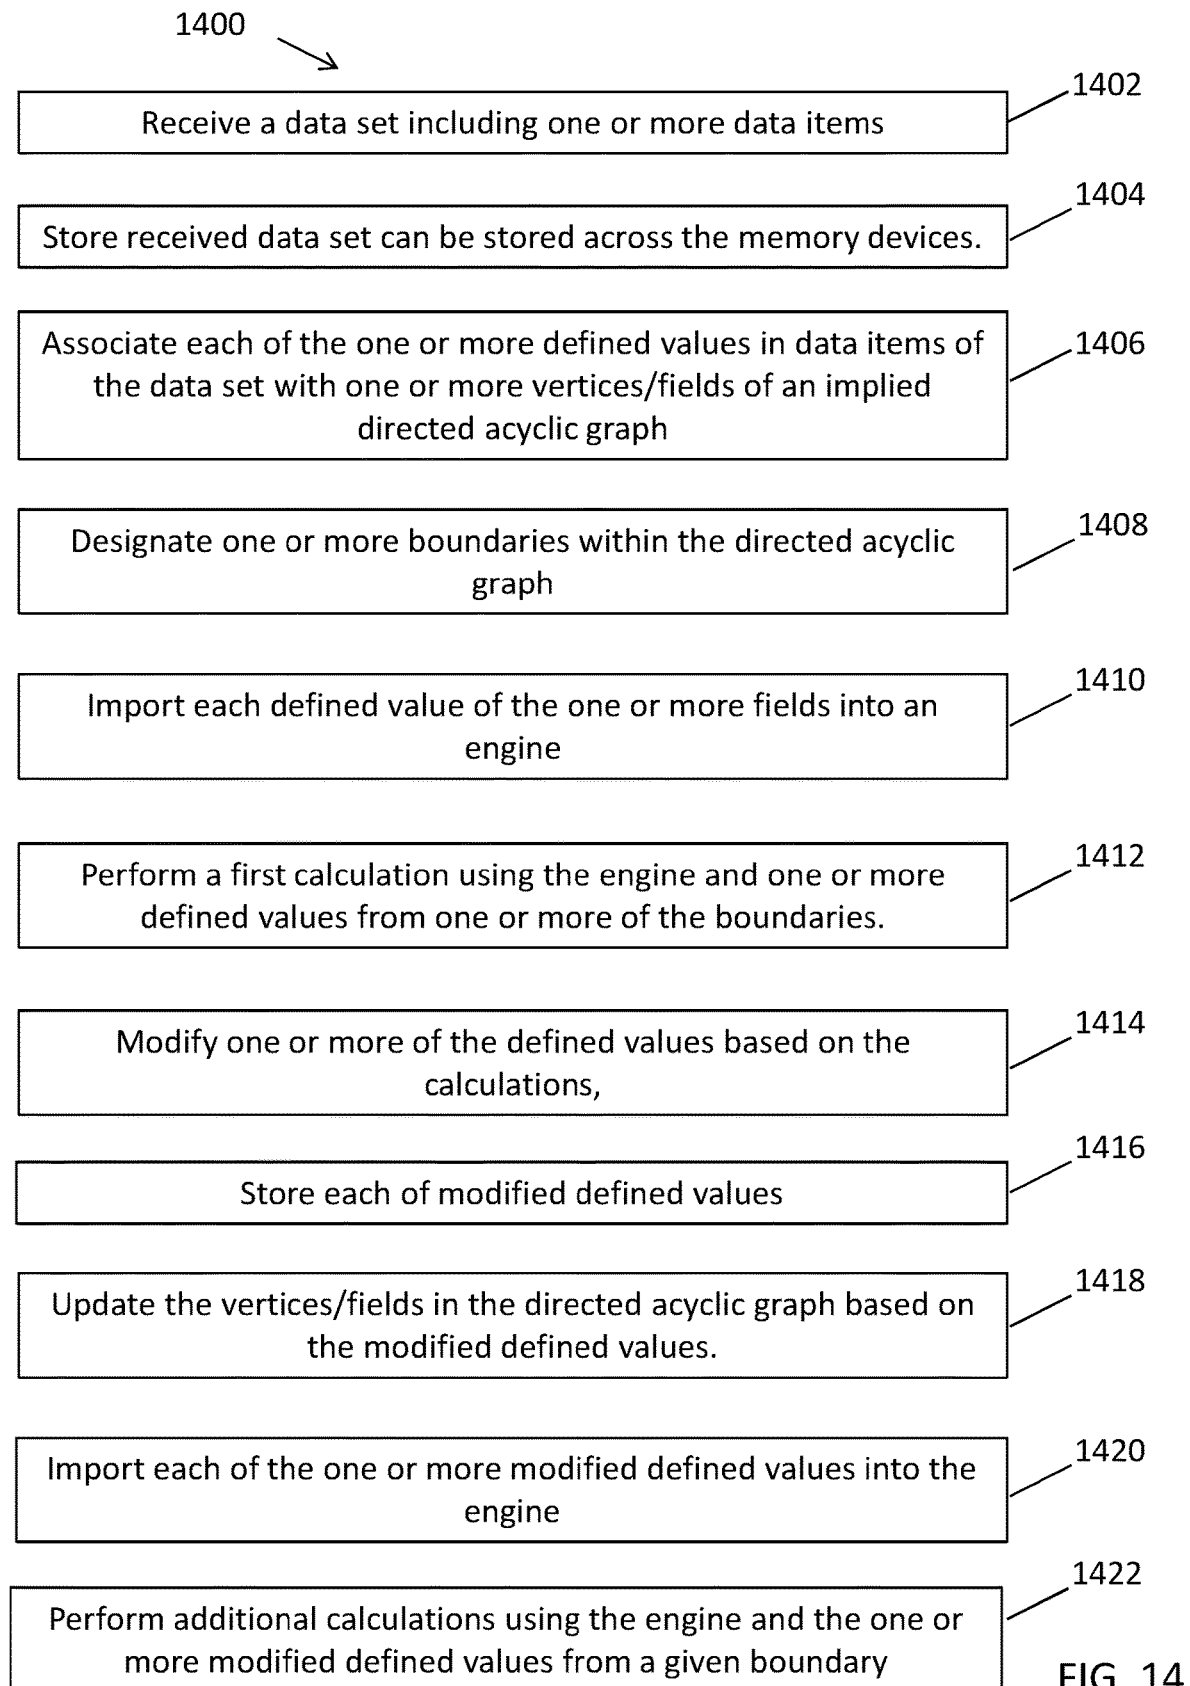 1400
1402
Receive a data set including one or more data items
1404
Store received data set can be stored across the memory devices.
1406
Associate each of the one or more defined values in data items of
the data set with one or more vertices/fields of an implied
directed acyclic graph
1408
Designate one or more boundaries within the directed acyclic
graph
1410
Import each defined value of the one or more fields into an
engine
1412
Perform a first calculation using the engine and one or more
defined values from one or more of the boundaries.
1414
Modify one or more of the defined values based on the
calculations,
1416
Store each of modified defined values
1418
Update the vertices/fields in the directed acyclic graph based on
the modified defined values.
1420
Import each of the one or more modified defined values into the
engine
1422
Perform additional calculations using the engine and the one or
more modified defined values from a given boundary
FIG. 14